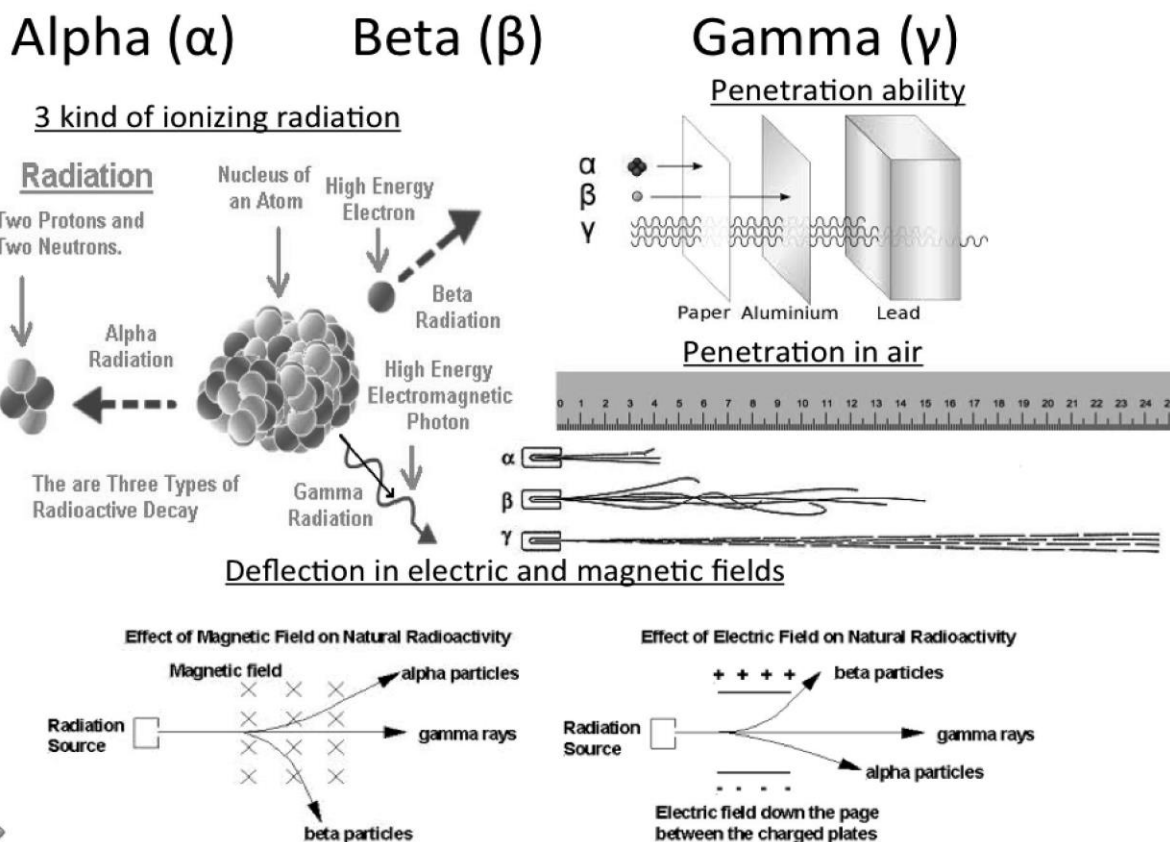 Alpha (α)
Beta (β)
Gamma (γ)
3 kind of ionizing radiation
Radiation
Two Protons and
Two Neutrons.
Nucleus of
an Atom
High Energy
Electron
Alpha
Radiation
Beta
Radiation
High Energy
Electromagnetic
Photon
The are Three Types of
Radioactive Decay
Gamma
Radiation
Penetration ability
α
β
γ
Paper
Aluminium
Lead
Penetration in air
0 1 2 3 4 5 6 7 8 9 10 11 12 13 14 15 16 17 18 19 20 21 22 23 24
α
β
γ
Deflection in electric and magnetic fields
Effect of Magnetic Field on Natural Radioactivity
Magnetic field
alpha particles
Radiation
Source
gamma rays
beta particles
Effect of Electric Field on Natural Radioactivity
+ + + +
beta particles
Radiation
Source
gamma rays
alpha particles
- - - -
Electric field down the page
between the charged plates